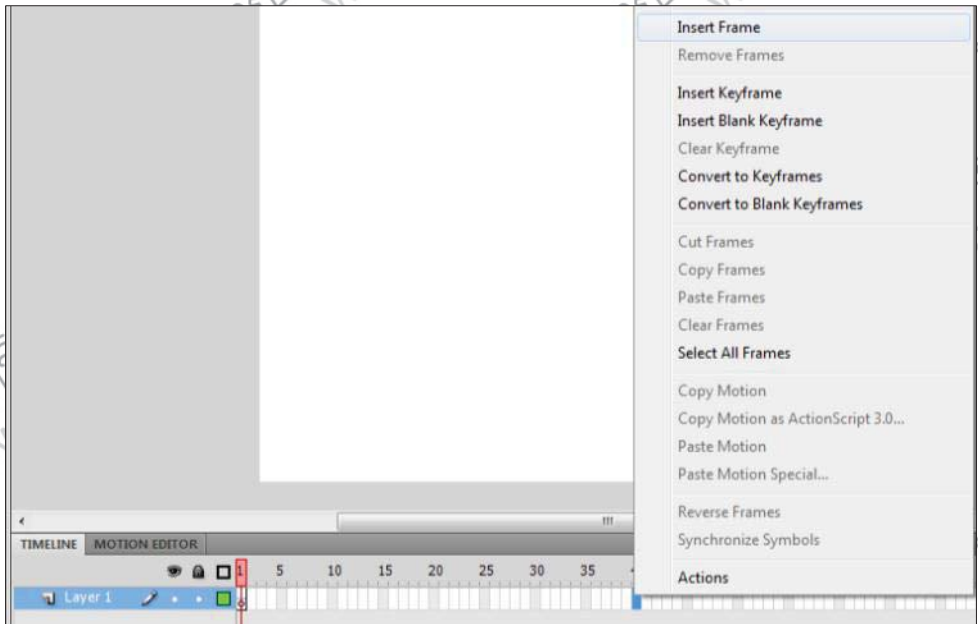 Insert Frame
Remove Frames
Insert Keyframe
Insert Blank Keyframe
Clear Keyframe
Convert to Keyframes
Convert to Blank Keyframes
Cut Frames
Copy Frames
Paste Frames
Clear Frames
Select All Frames
Copy Motion
Copy Motion as ActionScript 3.0...
Paste Motion
Paste Motion Special...
Reverse Frames
Synchronize Symbols
Actions
TIMELINE MOTION EDITOR
1 5 10 15 20 25 30 35
Layer 1